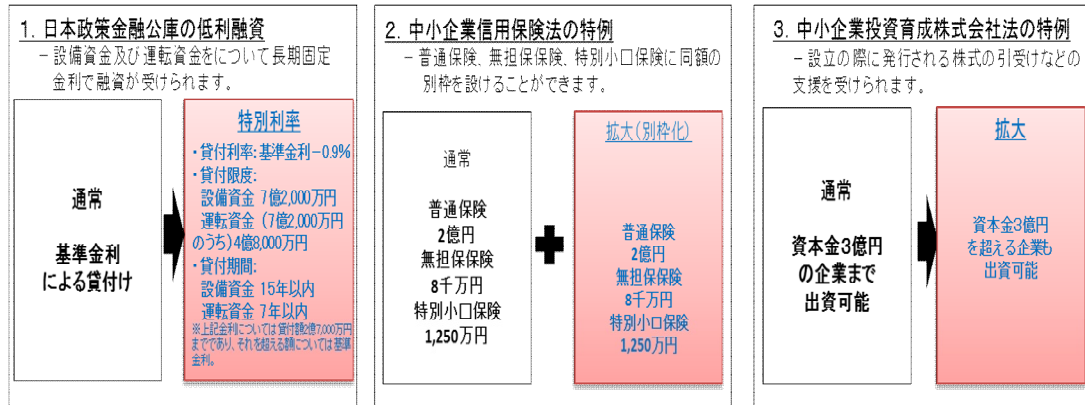 1. 日本政策金融公庫の低利融資
－ 設備資金及び運転資金をについて長期固定
金利で融資が受けられます。
通常
基準金利
による貸付け
特別利率
・貸付利率：基準金利－0.9%
・貸付限度：
設備資金 7億2,000万円
運転資金 （7億2,000万円
のうち）4億8,000万円
・貸付期間：
設備資金 15年以内
運転資金 7年以内
※上記金利については貸付額2億7,000万円
までであり、それを超える額については基準
金利。
2. 中小企業信用保険法の特例
－ 普通保険、無担保保険、特別小口保険に同額の
別枠を設けることができます。
通常
普通保険
2億円
無担保保険
8千万円
特別小口保険
1,250万円
拡大（別枠化）
普通保険
2億円
無担保保険
8千万円
特別小口保険
1,250万円
3. 中小企業投資育成株式会社法の特例
－ 設立の際に発行される株式の引受けなどの
支援を受けられます。
通常
資本金3億円
の企業まで
出資可能
拡大
資本金3億円
を超える企業も
出資可能